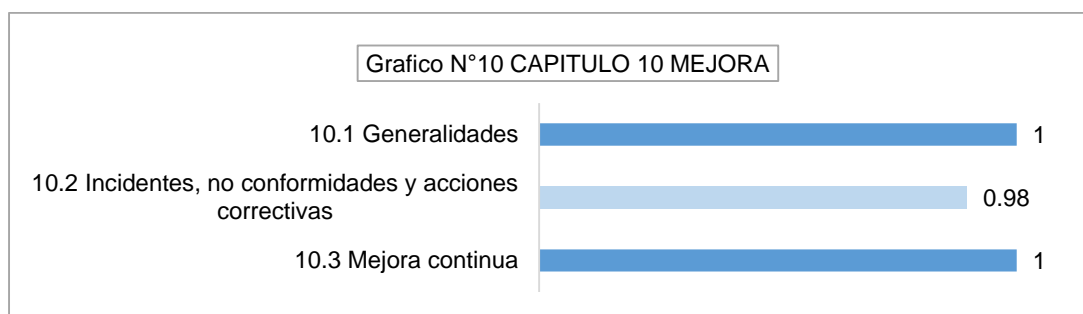 Grafico N°10 CAPITULO 10 MEJORA
10.1 Generalidades
1
10.2 Incidentes, no conformidades y acciones
correctivas
0.98
10.3 Mejora continua
1